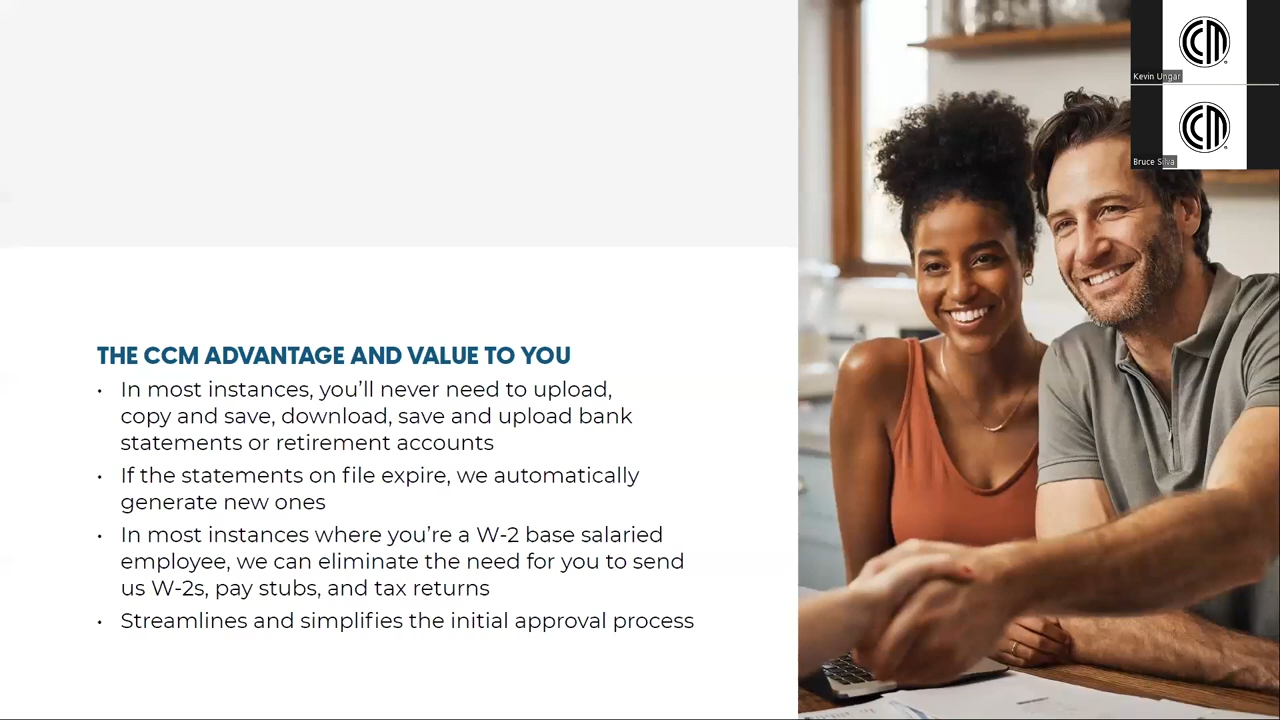 THE CCM ADVANTAGE AND VALUE TO YOU
• In most instances, you’ll never need to upload,
copy and save, download, save and upload bank
statements or retirement accounts
• If the statements on file expire, we automatically
generate new ones
• In most instances where you’re a W-2 base salaried
employee, we can eliminate the need for you to send
us W-2s, pay stubs, and tax returns
• Streamlines and simplifies the initial approval process
CCM
Kevin Ungar
CCM
Bruce Silva